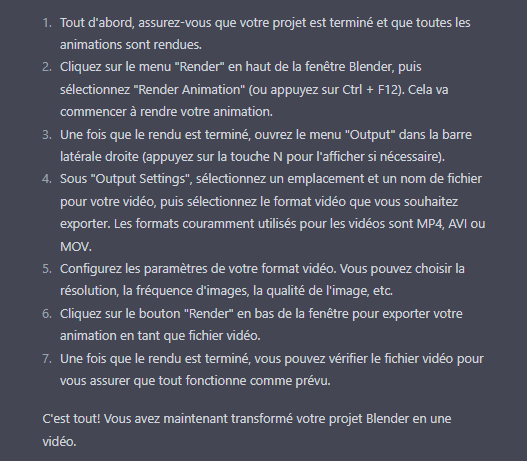 1. Tout d'abord, assurez-vous que votre projet est terminé et que toutes les
animations sont rendues.
2. Cliquez sur le menu "Render" en haut de la fenêtre Blender, puis
sélectionnez "Render Animation" (ou appuyez sur Ctrl + F12). Cela va
commencer à rendre votre animation.
3. Une fois que le rendu est terminé, ouvrez le menu "Output" dans la barre
latérale droite (appuyez sur la touche N pour l'afficher si nécessaire).
4. Sous "Output Settings", sélectionnez un emplacement et un nom de fichier
pour votre vidéo, puis sélectionnez le format vidéo que vous souhaitez
exporter. Les formats couramment utilisés pour les vidéos sont MP4, AVI ou
MOV.
5. Configurez les paramètres de votre format vidéo. Vous pouvez choisir la
résolution, la fréquence d'images, la qualité de l'image, etc.
6. Cliquez sur le bouton "Render" en bas de la fenêtre pour exporter votre
animation en tant que fichier vidéo.
7. Une fois que le rendu est terminé, vous pouvez vérifier le fichier vidéo pour
vous assurer que tout fonctionne comme prévu.
C'est tout! Vous avez maintenant transformé votre projet Blender en une
vidéo.